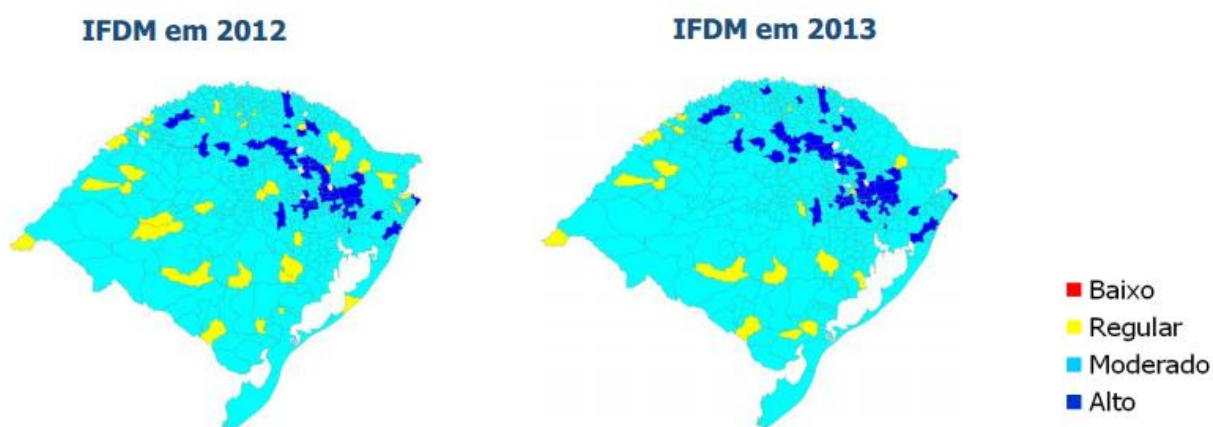 IFDM em 2012
IFDM em 2013
Baixo
Regular
Moderado
Alto